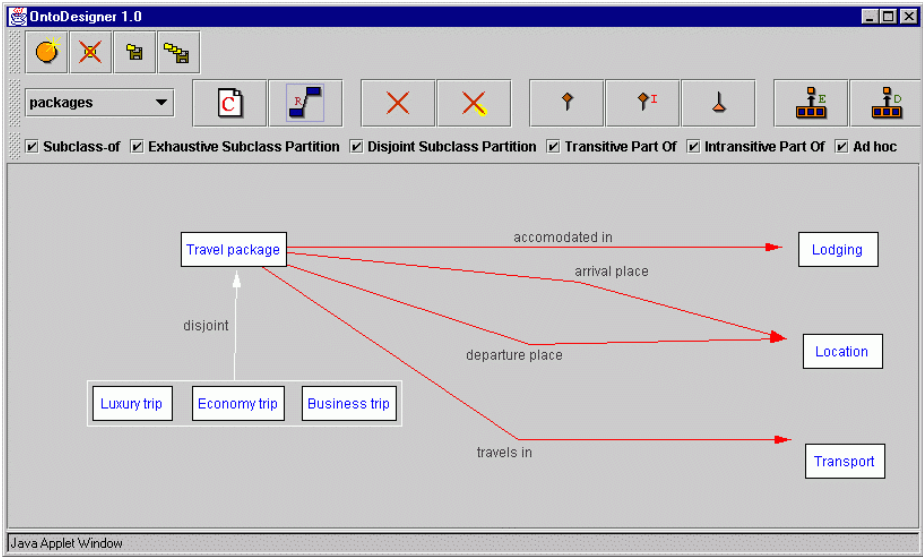 OntoDesigner 1.0
packages
C
R
I
E
D
Subclass-of Exhaustive Subclass Partition Disjoint Subclass Partition Transitive Part Of Intransitive Part Of Ad hoc
accomodated in
Travel package
Lodging
arrival place
disjoint
Location
departure place
Luxury trip Economy trip Business trip
travels in
Transport
Java Applet Window